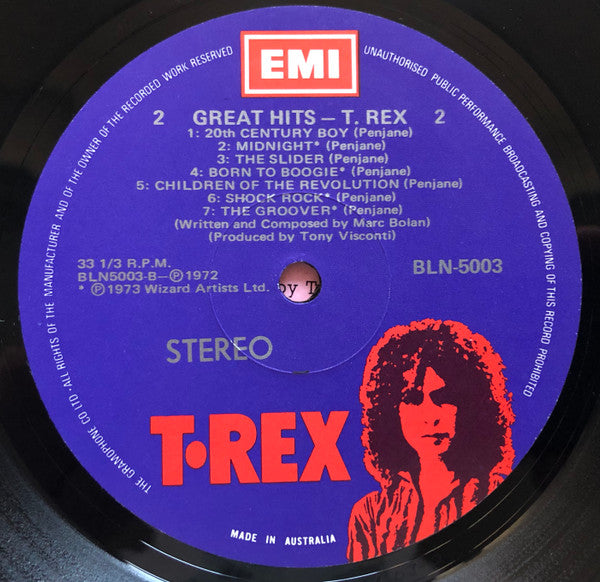 THE GRAMOPHONE CO LTD. ALL RIGHTS OF THE MANUFACTURER AND OF THE OWNER OF THE RECORDED WORK RESERVED
EMI
UNAUTHORISED PUBLIC PERFORMANCE BROADCASTING AND COPYING OF THIS RECORD PROHIBITED
2 GREAT HITS – T. REX 2
1: 20th CENTURY BOY (Penjane)
2: MIDNIGHT* (Penjane)
3: THE SLIDER (Penjane)
4: BORN TO BOOGIE* (Penjane)
5: CHILDREN OF THE REVOLUTION (Penjane)
6: SHOCK ROCK* (Penjane)
7: THE GROOVER* (Penjane)
(Written and Composed by Marc Bolan)
(Produced by Tony Visconti)
33 1/3 R.P.M.
BLN5003-B–Ⓟ1972
* Ⓟ1973 Wizard Artists Ltd.
by T
BLN-5003
STEREO
T•REX
MADE IN AUSTRALIA